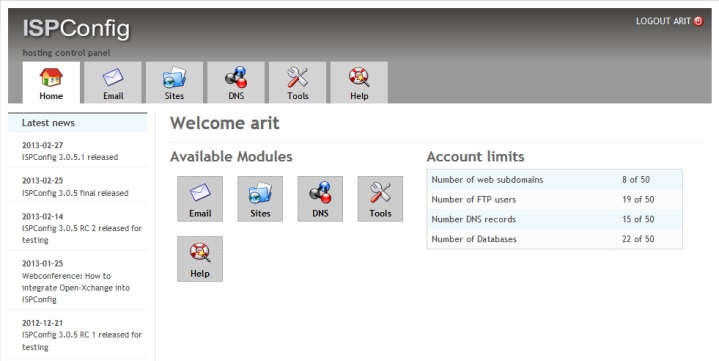 ISPConfig
LOGOUT ARIT
hosting control panel
Home
Email
Sites
DNS
Tools
Help
Latest news
2013-02-27
ISPConfig 3.0.5.1 released
2013-02-25
ISPConfig 3.0.5 final released
2013-02-14
ISPConfig 3.0.5 RC 2 released for
testing
2013-01-25
Webconference: How to
integrate Open-Xchange into
ISPConfig
2012-12-21
ISPConfig 3.0.5 RC 1 released for
testing
Welcome arit
Available Modules
Email
Sites
DNS
Tools
Help
Account limits
Number of web subdomains 8 of 50
Number of FTP users 19 of 50
Number DNS records 15 of 50
Number of Databases 22 of 50